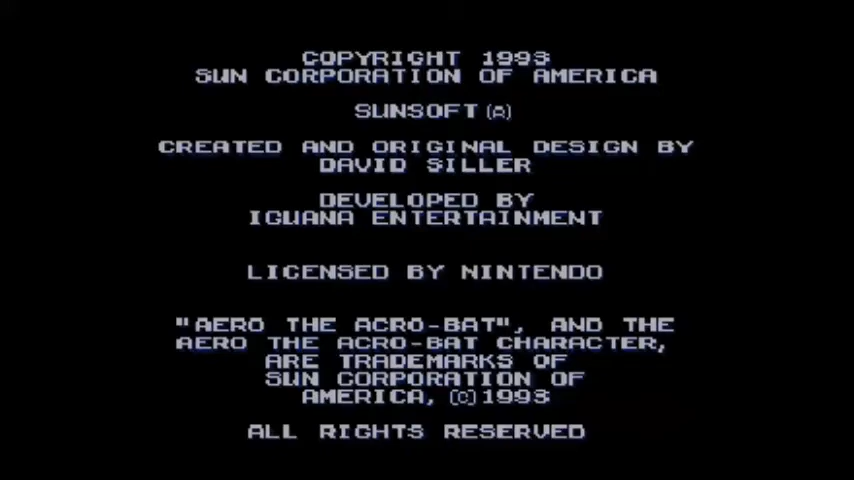 COPYRIGHT 1993
SUN CORPORATION OF AMERICA
SUNSOFT (A)
CREATED AND ORIGINAL DESIGN BY
DAVID SILLER
DEVELOPED BY
IGUANA ENTERTAINMENT
LICENSED BY NINTENDO
"AERO THE ACRO-BAT", AND THE
AERO THE ACRO-BAT CHARACTER,
ARE TRADEMARKS OF
SUN CORPORATION OF
AMERICA, (C)1993
ALL RIGHTS RESERVED